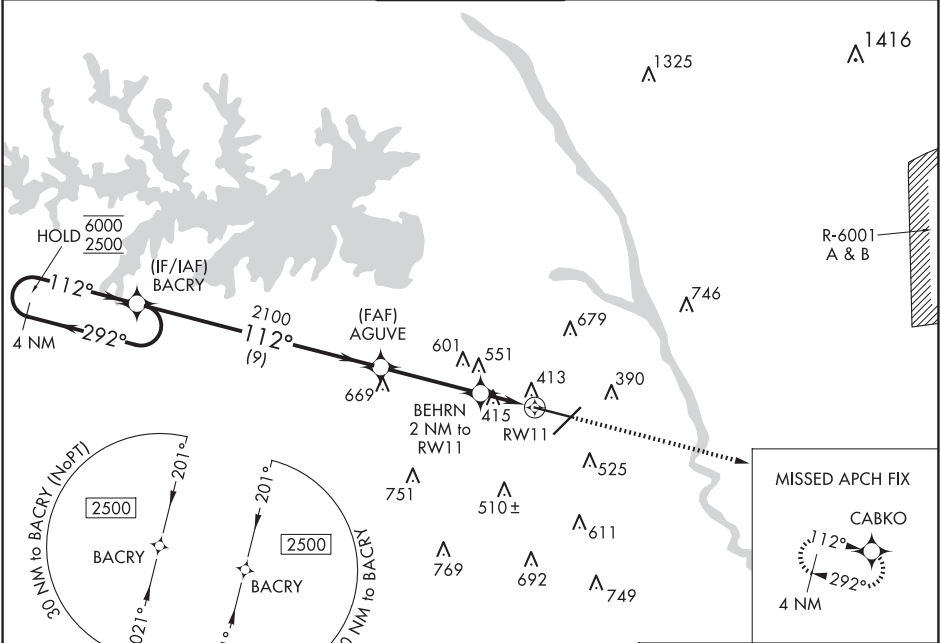 1325
1416
R-6001
A & B
HOLD 6000
2500
(IF/IAF)
BACRY
112°
292°
4 NM
2100
112°
(9)
(FAF)
AGUVE
669
601
551
679
746
BEHRN
2 NM to
RW11
415
413
RW11
390
525
751
510 ±
611
769
692
749
30 NM to BACRY (NoPT)
201°
2500
BACRY
021°
201°
2500
BACRY
NM to BACRY
MISSED APCH FIX
CABKO
112°
292°
4 NM